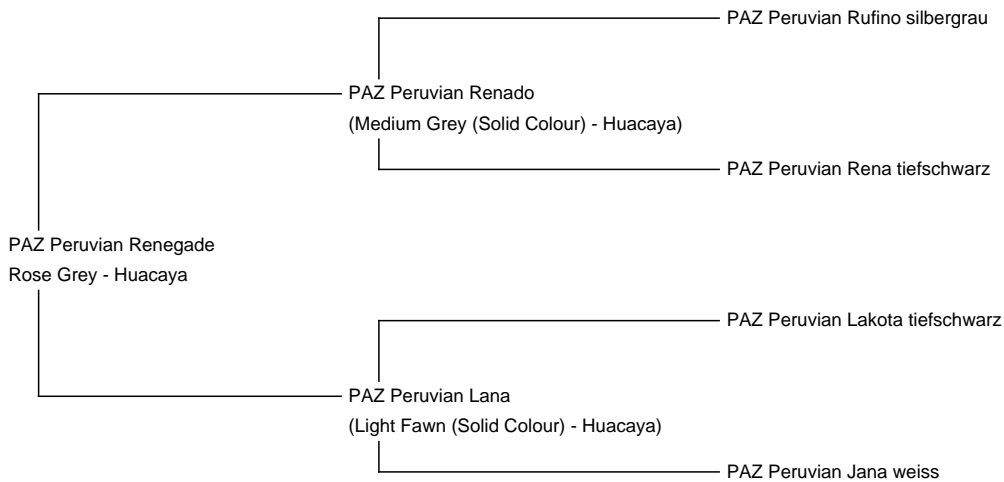 PAZ Peruvian Rufino silbergrau
PAZ Peruvian Renado
(Medium Grey (Solid Colour) - Huacaya)
PAZ Peruvian Rena tiefschwarz
PAZ Peruvian Renegade
Rose Grey - Huacaya
PAZ Peruvian Lakota tiefschwarz
PAZ Peruvian Lana
(Light Fawn (Solid Colour) - Huacaya)
PAZ Peruvian Jana weiss